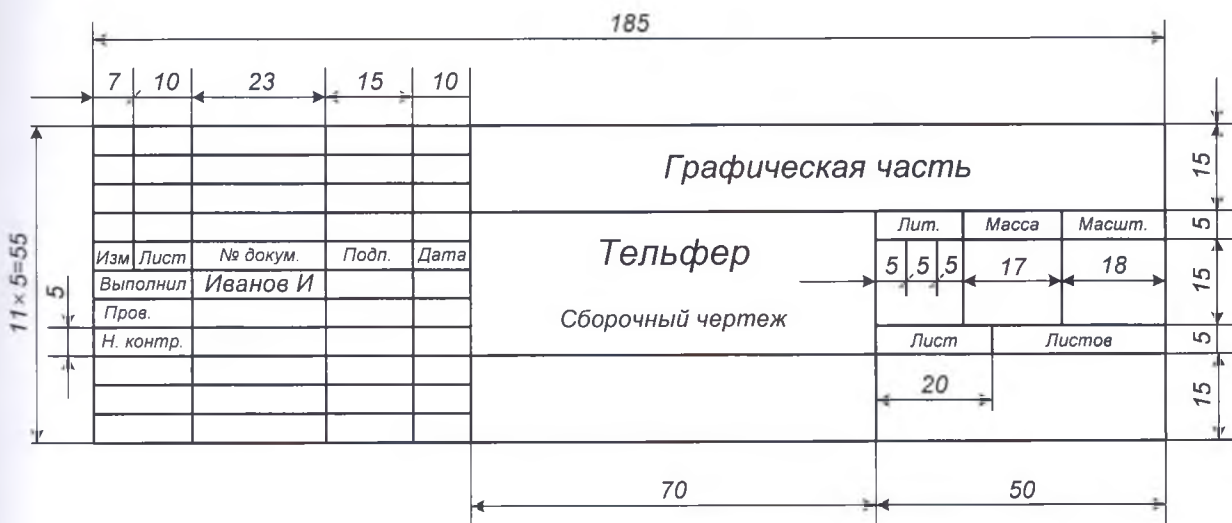 185
7 10 23 15 10
Графическая часть
15
Тельфер
Лит. Масса Масшт.
5
Изм Лист № докум. Подп. Дата
5 5 5 17 18
15
Выполнил Иванов И
Сборочный чертеж
11×5=55
5
Пров.
Н. контр.
Лист Листов
5
20
15
70 50